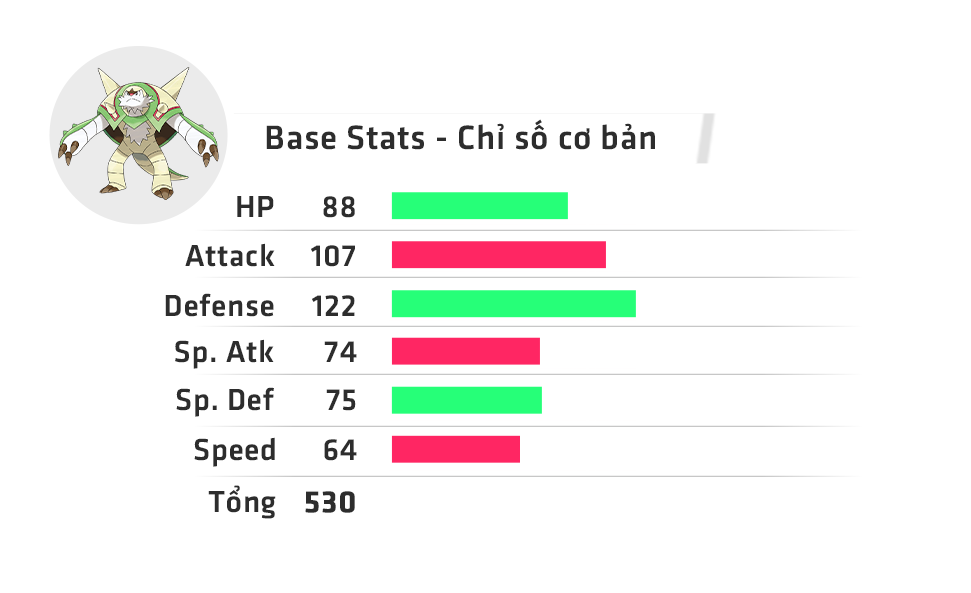 Base Stats - Chỉ số cơ bản
HP 88
Attack 107
Defense 122
Sp. Atk 74
Sp. Def 75
Speed 64
Tổng 530